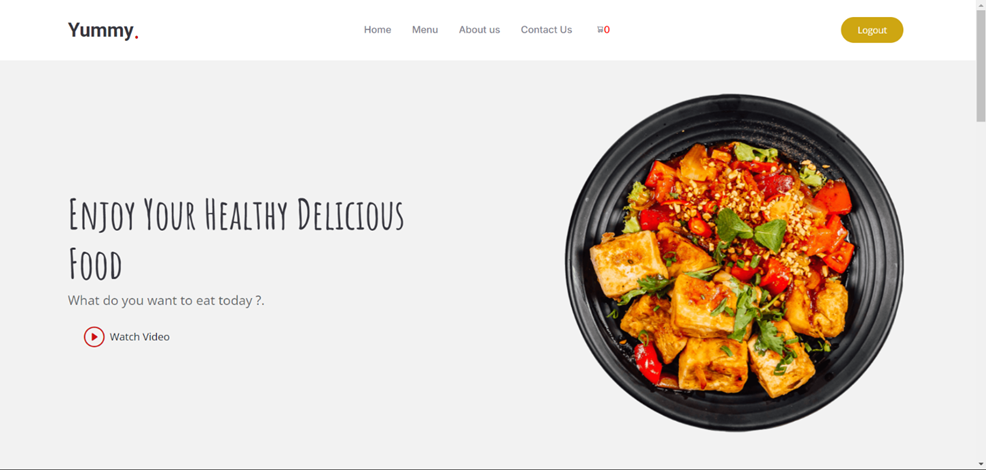 Yummy.
Home Menu About us Contact Us 0
Logout
Enjoy Your Healthy Delicious
Food
What do you want to eat today ?.
Watch Video